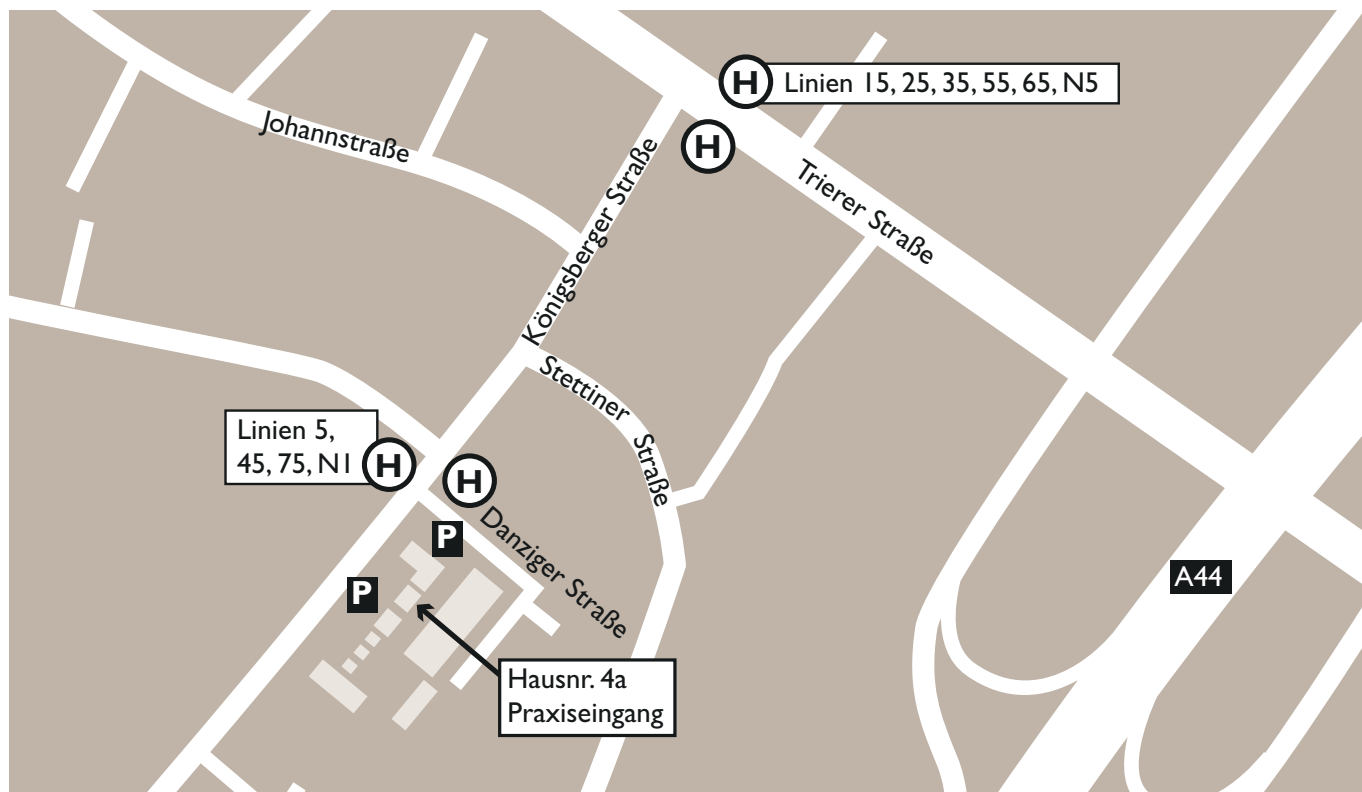 H
Linien 15, 25, 35, 55, 65, N5
H
Johannstraße
Königsberger Straße
Trierer Straße
Stettiner Straße
Linien 5,
45, 75, N1
H
H
Danziger Straße
P
P
A44
Hausnr. 4a
Praxiseingang